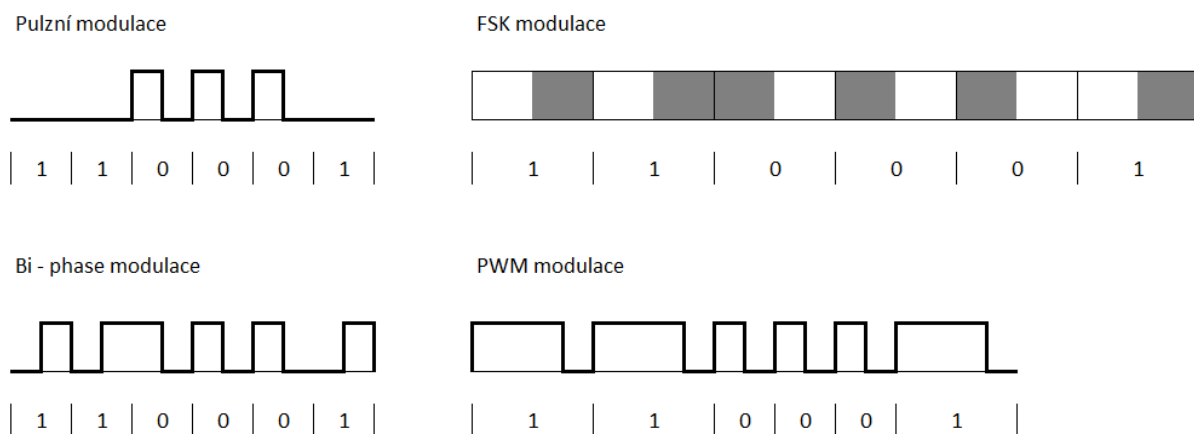 Pulzní modulace
FSK modulace
1 1 0 0 0 1
1 1 0 0 0 1
Bi - phase modulace
PWM modulace
1 1 0 0 0 1
1 1 0 0 0 1